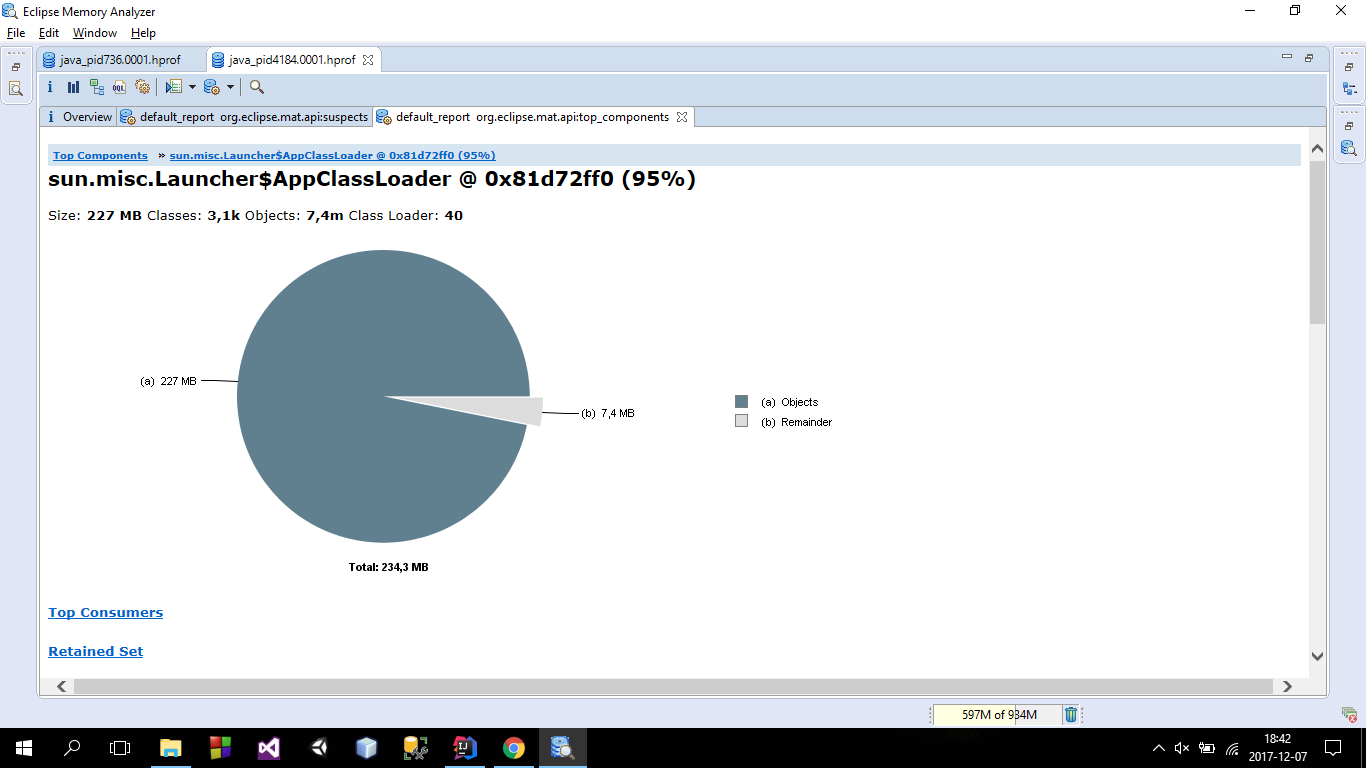 Eclipse Memory Analyzer
File Edit Window Help
java_pid736.0001.hprof java_pid4184.0001.hprof
i OQL
i Overview default_report org.eclipse.mat.api:suspects default_report org.eclipse.mat.api:top_components
Top Components » sun.misc.Launcher$AppClassLoader @ 0x81d72ff0 (95%)
sun.misc.Launcher$AppClassLoader @ 0x81d72ff0 (95%)
Size: 227 MB Classes: 3,1k Objects: 7,4m Class Loader: 40
(a) 227 MB
(b) 7,4 MB
(a) Objects
(b) Remainder
Total: 234,3 MB
Top Consumers
Retained Set
597M of 984M
IJ
18:42
2017-12-07